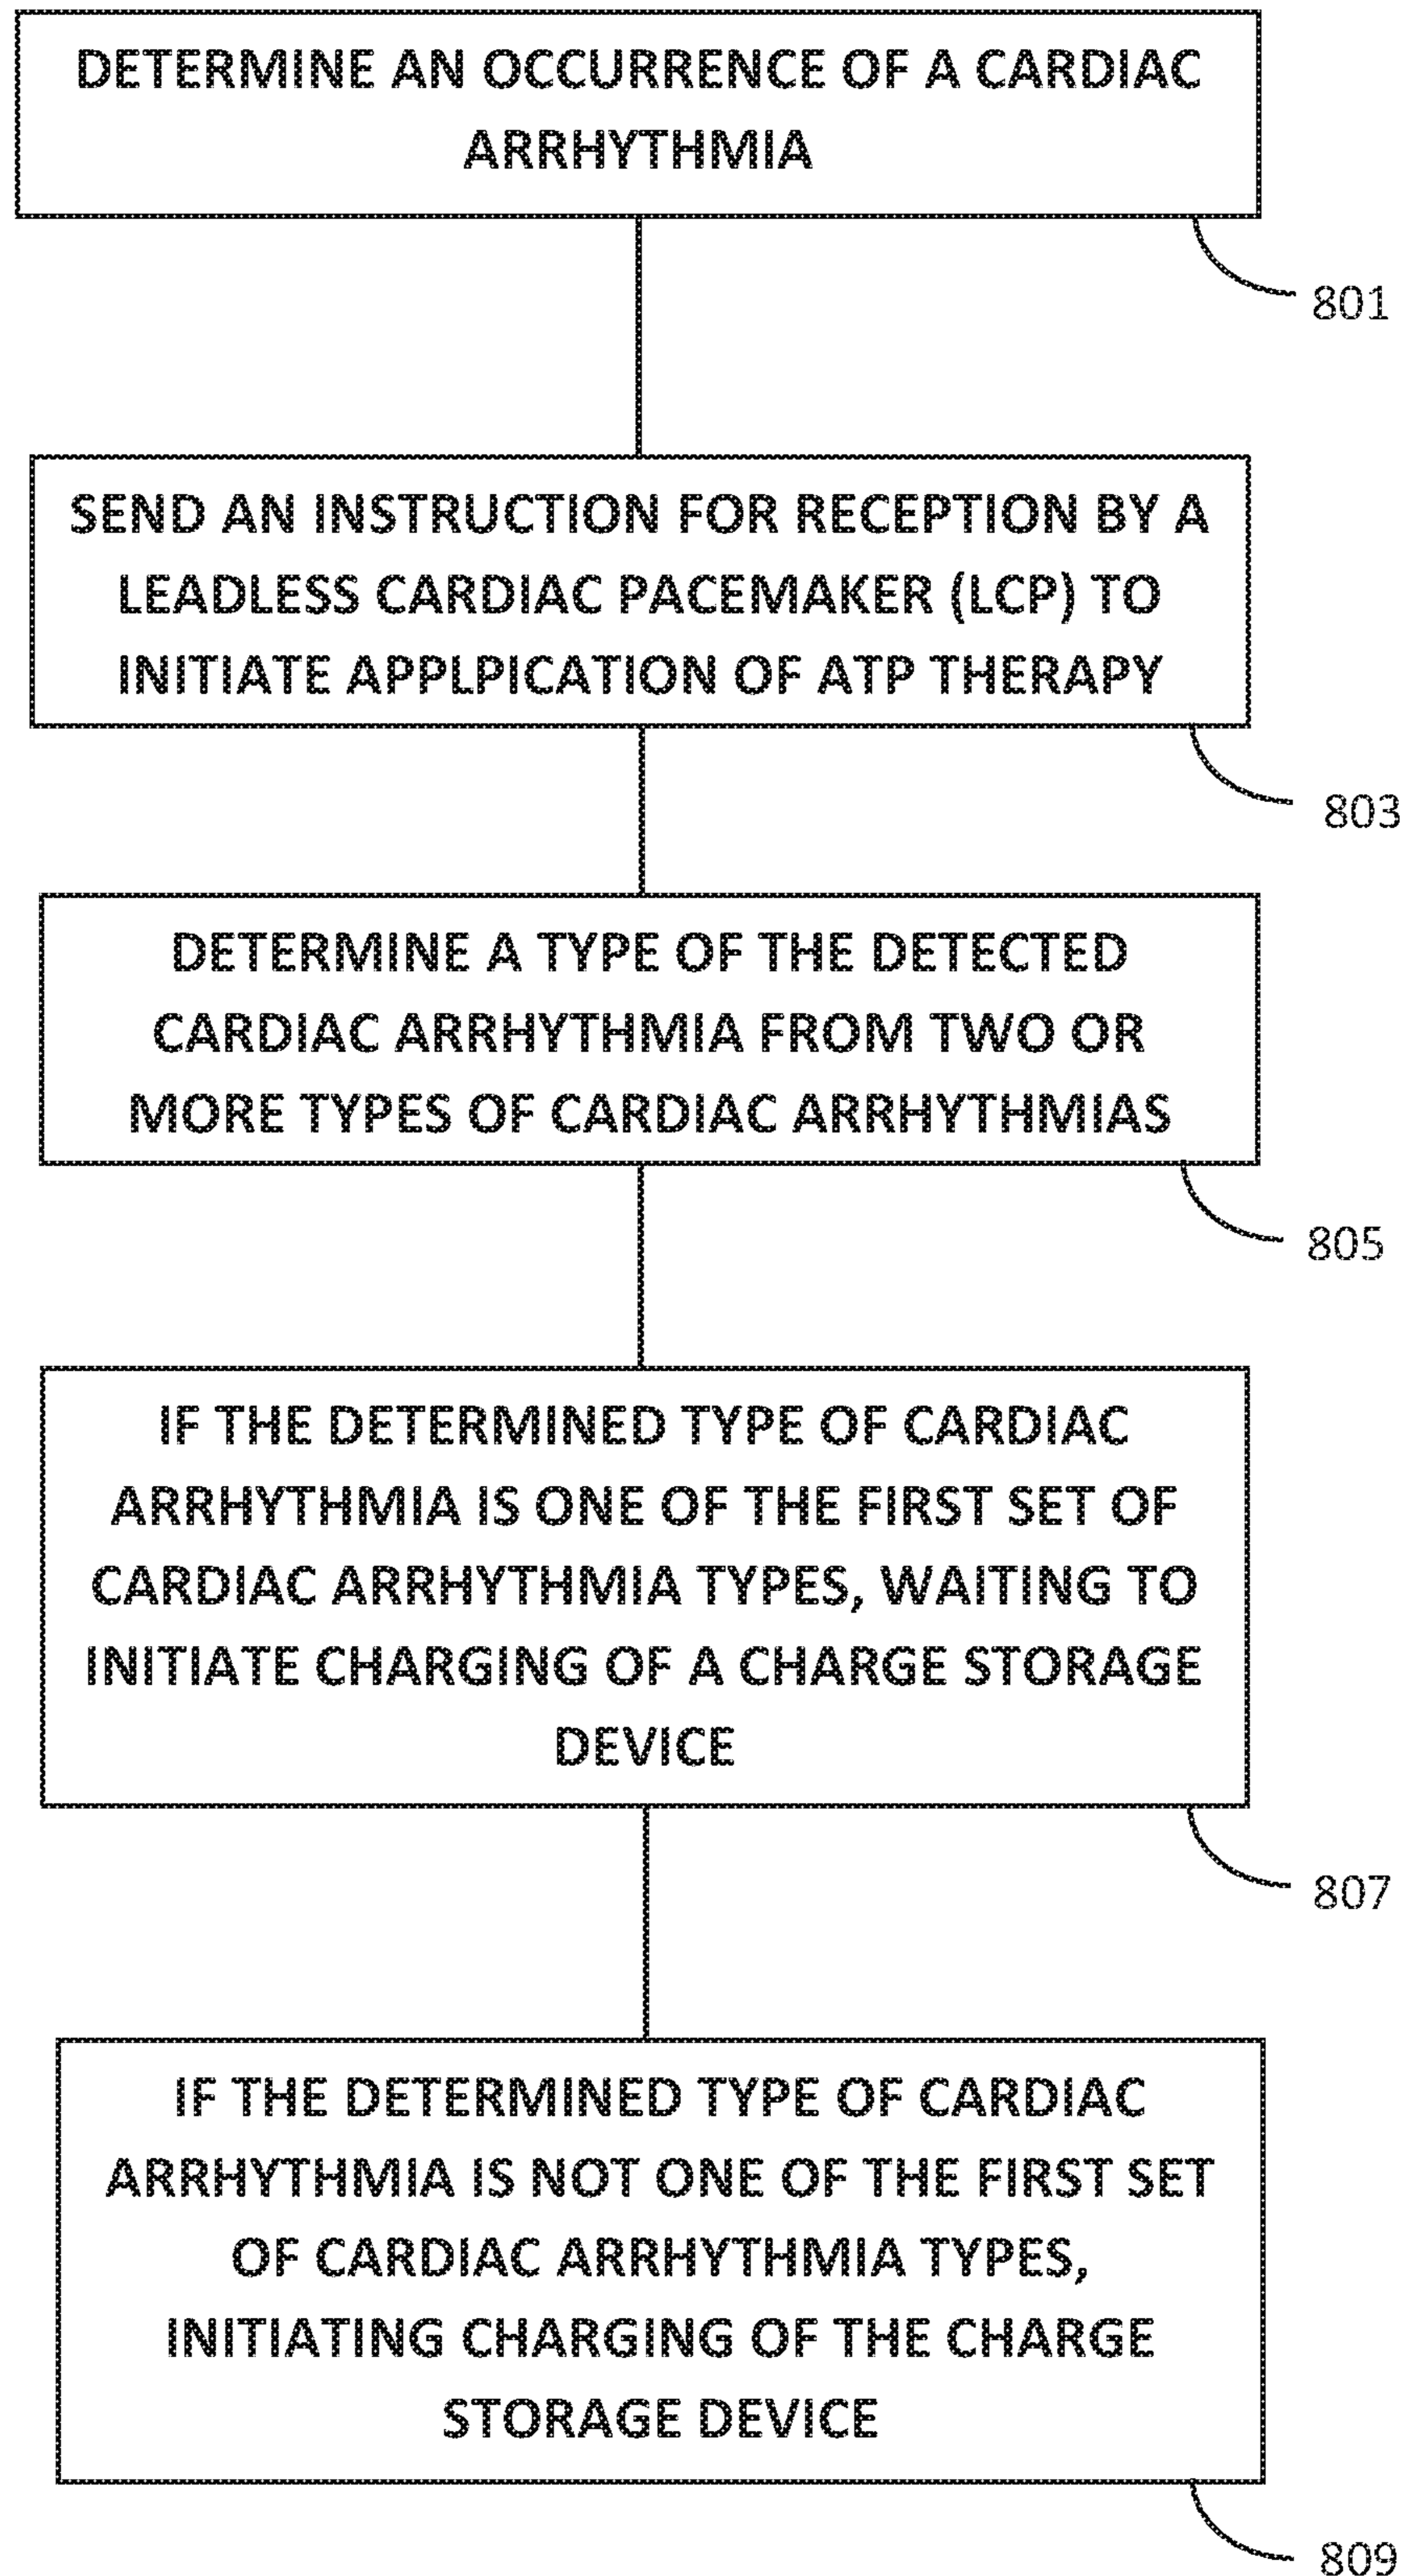 DETERMINE AN OCCURRENCE OF A CARDIAC
ARRHYTHMIA
801
SEND AN INSTRUCTION FOR RECEPTION BY A
LEADLESS CARDIAC PACEMAKER (LCP) TO
INITIATE APPLPICATION OF ATP THERAPY
803
DETERMINE A TYPE OF THE DETECTED
CARDIAC ARRHYTHMIA FROM TWO OR
MORE TYPES OF CARDIAC ARRHYTHMIAS
805
IF THE DETERMINED TYPE OF CARDIAC
ARRHYTHMIA IS ONE OF THE FIRST SET OF
CARDIAC ARRHYTHMIA TYPES, WAITING TO
INITIATE CHARGING OF A CHARGE STORAGE
DEVICE
807
IF THE DETERMINED TYPE OF CARDIAC
ARRHYTHMIA IS NOT ONE OF THE FIRST SET
OF CARDIAC ARRHYTHMIA TYPES,
INITIATING CHARGING OF THE CHARGE
STORAGE DEVICE
809